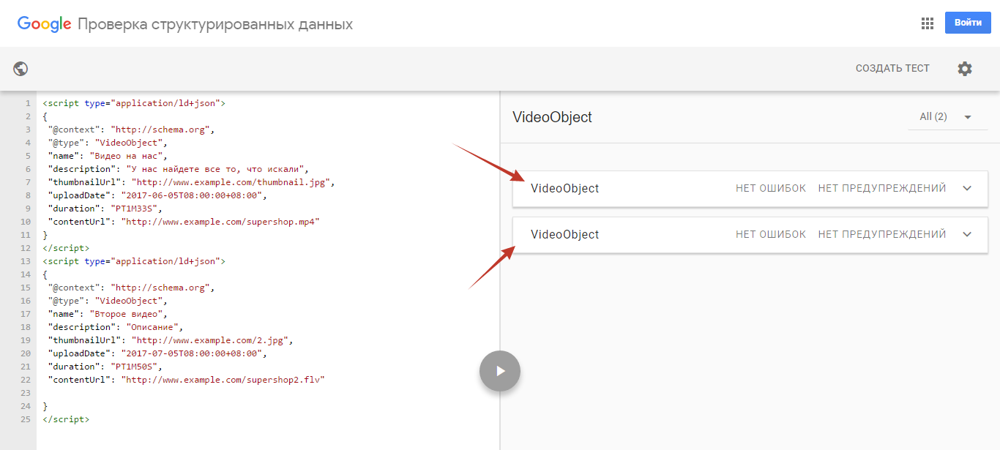 Google Проверка структурированных данных
Войти
СОЗДАТЬ ТЕСТ
1 <script type="application/ld+json">
2 {
3 "@context": "http://schema.org",
4 "@type": "VideoObject",
5 "name": "Видео на нас",
6 "description": "У нас найдете все то, что искали",
7 "thumbnailUrl": "http://www.example.com/thumbnail.jpg",
8 "uploadDate": "2017-06-05T08:00:00+08:00",
9 "duration": "PT1M33S",
10 "contentUrl": "http://www.example.com/supershop.mp4"
11 }
12 </script>
13 <script type="application/ld+json">
14 {
15 "@context": "http://schema.org",
16 "@type": "VideoObject",
17 "name": "Второе видео",
18 "description": "Описание",
19 "thumbnailUrl": "http://www.example.com/2.jpg",
20 "uploadDate": "2017-07-05T08:00:00+08:00",
21 "duration": "PT1M50S",
22 "contentUrl": "http://www.example.com/supershop2.flv"
23
24 }
25 </script>
VideoObject
All (2)
VideoObject НЕТ ОШИБОК НЕТ ПРЕДУПРЕЖДЕНИЙ
VideoObject НЕТ ОШИБОК НЕТ ПРЕДУПРЕЖДЕНИЙ